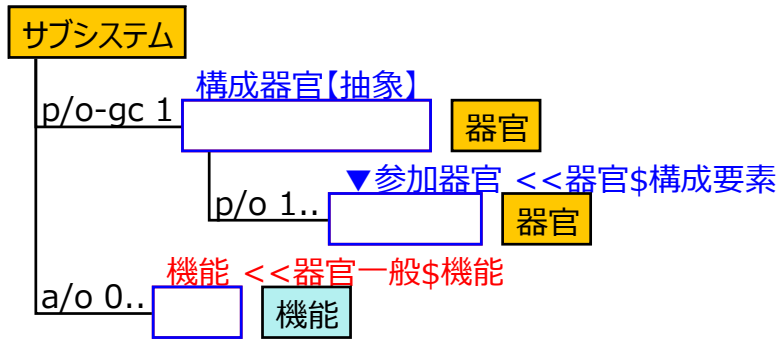 サブシステム
構成器官【抽象】
p/o-gc 1
器官
▼参加器官 <<器官$構成要素
p/o 1..
器官
機能 <<器官一般$機能
a/o 0..
機能